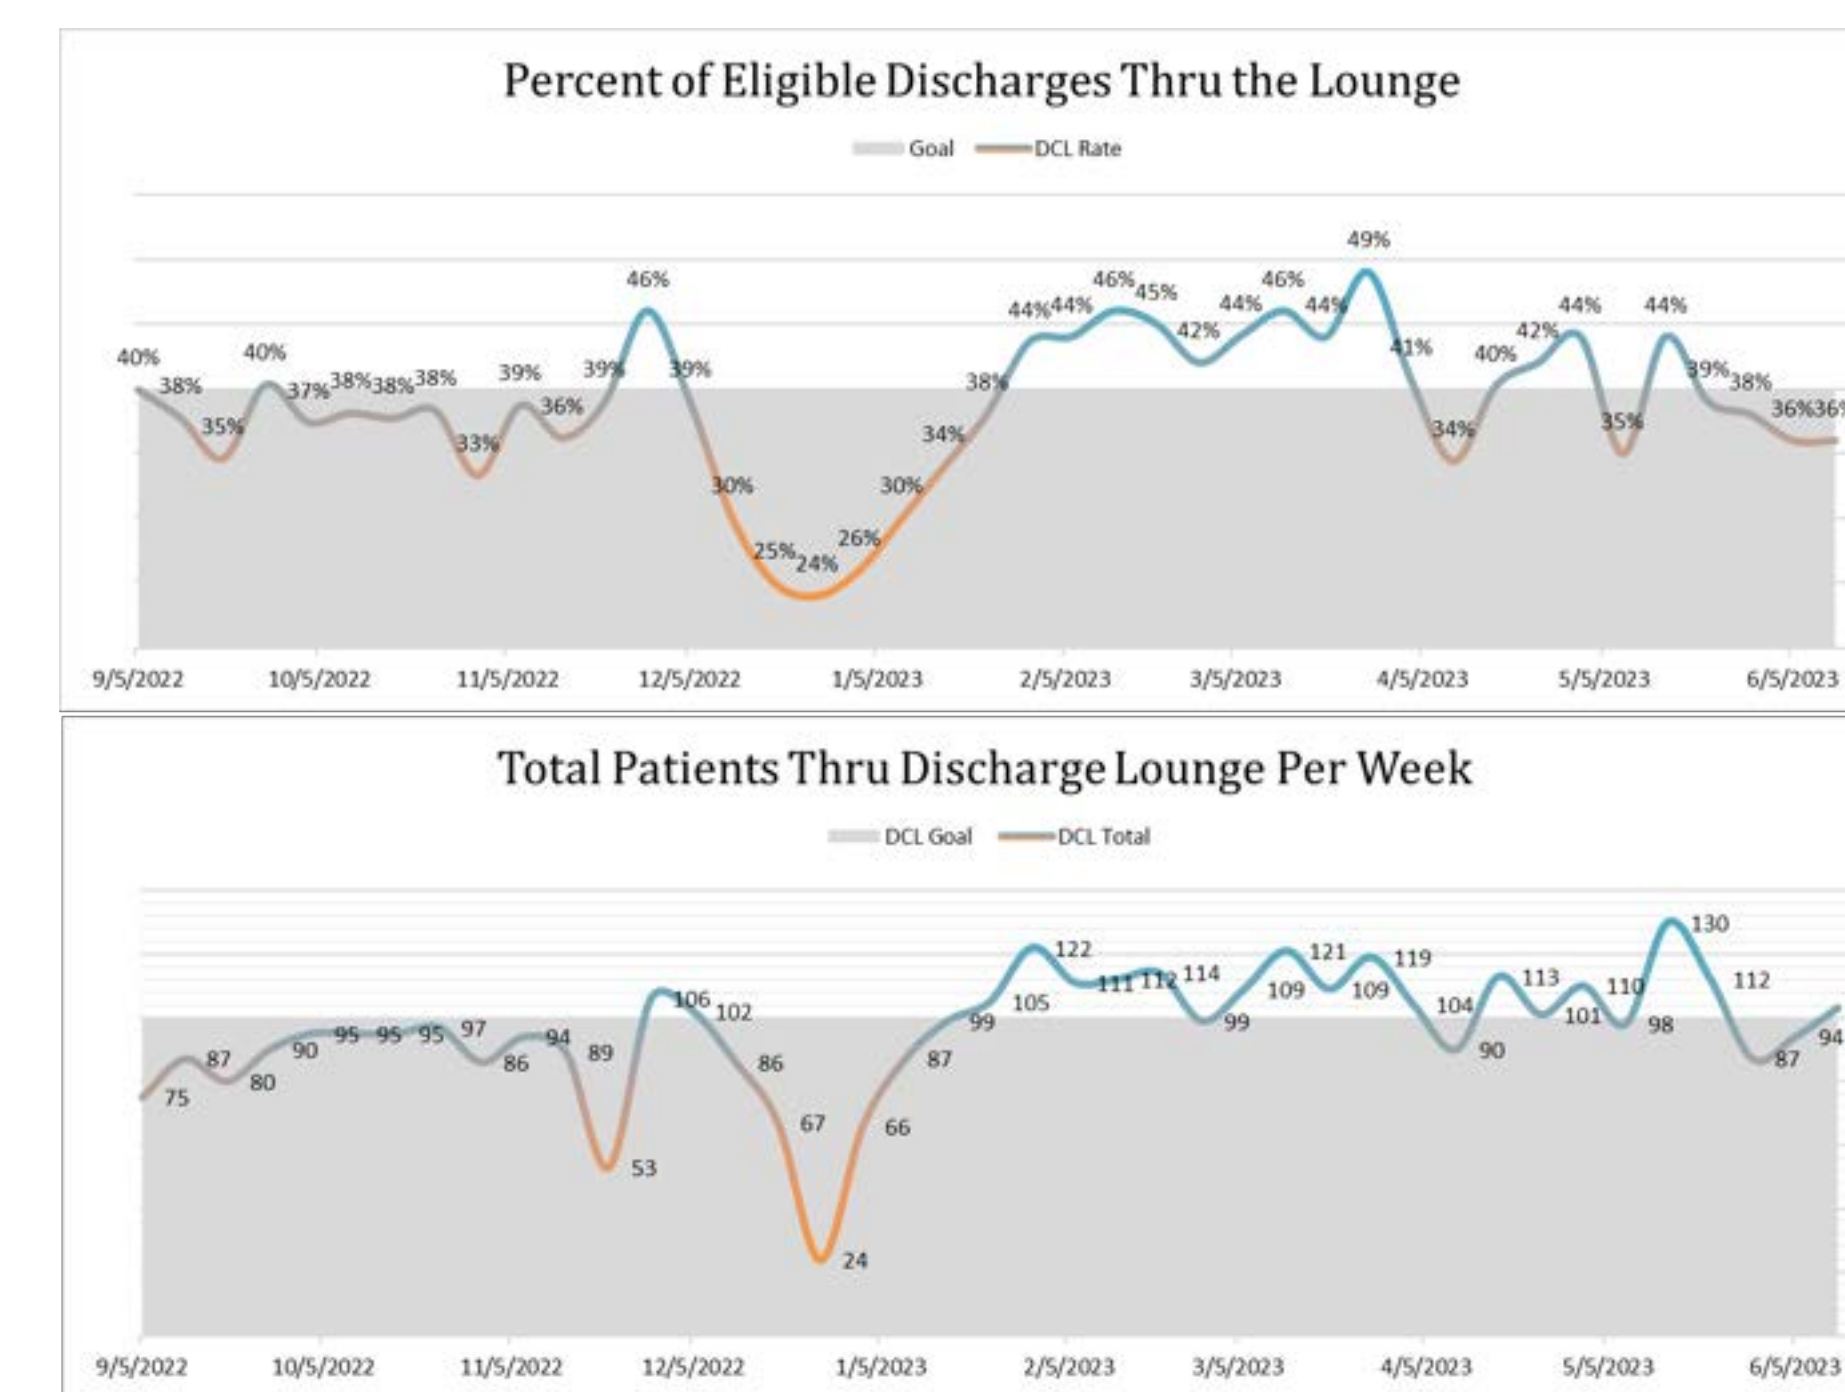 Percent of Eligible Discharges Thru the Lounge
Goal DCL Rate
49%
46% 46% 46%
45%
44% 44% 44% 44% 44% 44%
42% 42%
40% 40% 41% 40%
38% 37% 38% 38% 38% 39% 39% 39% 38% 39% 38%
35% 36% 36% 36%
33% 34% 34% 35%
30% 30%
25% 24% 26%
9/5/2022 10/5/2022 11/5/2022 12/5/2022 1/5/2023 2/5/2023 3/5/2023 4/5/2023 5/5/2023 6/5/2023
Total Patients Thru Discharge Lounge Per Week
DCL Goal DCL Total
130
122 121 119
111 112 114 109 109 113 110 112
106 102 105 104 101
99 99 98
87 90 95 95 95 97 94 94
75 80 86 89 86 87 90 87
67 66
53
24
9/5/2022 10/5/2022 11/5/2022 12/5/2022 1/5/2023 2/5/2023 3/5/2023 4/5/2023 5/5/2023 6/5/2023